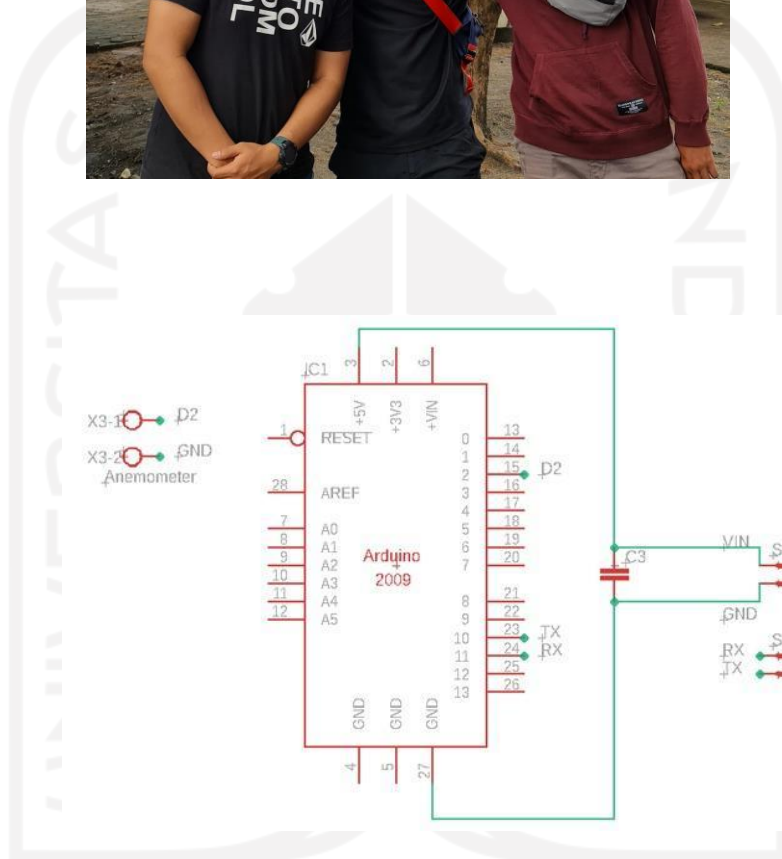 IC1
3
2
6
+5V
+3V3
+VIN
X3-1
D2
X3-2
GND
Anemometer
1
RESET
28
AREF
7
A0
8
A1
9
A2
10
A3
11
A4
12
A5
Arduino
2009
0
13
1
14
2
15
D2
3
16
4
17
5
18
6
19
7
20
8
21
9
22
10
23
TX
11
24
RX
12
25
13
26
GND
GND
GND
4
5
27
C3
VIN
S
GND
S
RX
TX